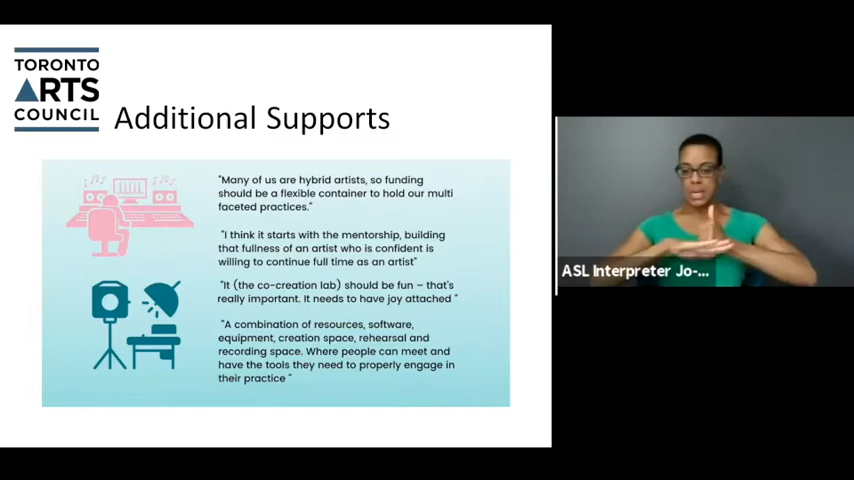 TORONTO
ARTS
COUNCIL
Additional Supports
"Many of us are hybrid artists, so funding
should be a flexible container to hold our multi
faceted practices."
"I think it starts with the mentorship, building
that fullness of an artist who is confident is
willing to continue full time as an artist"
"It (the co-creation lab) should be fun – that's
really important. It needs to have joy attached "
"A combination of resources, software,
equipment, creation space, rehearsal and
recording space. Where people can meet and
have the tools they need to properly engage in
their practice "
ASL Interpreter Jo-...